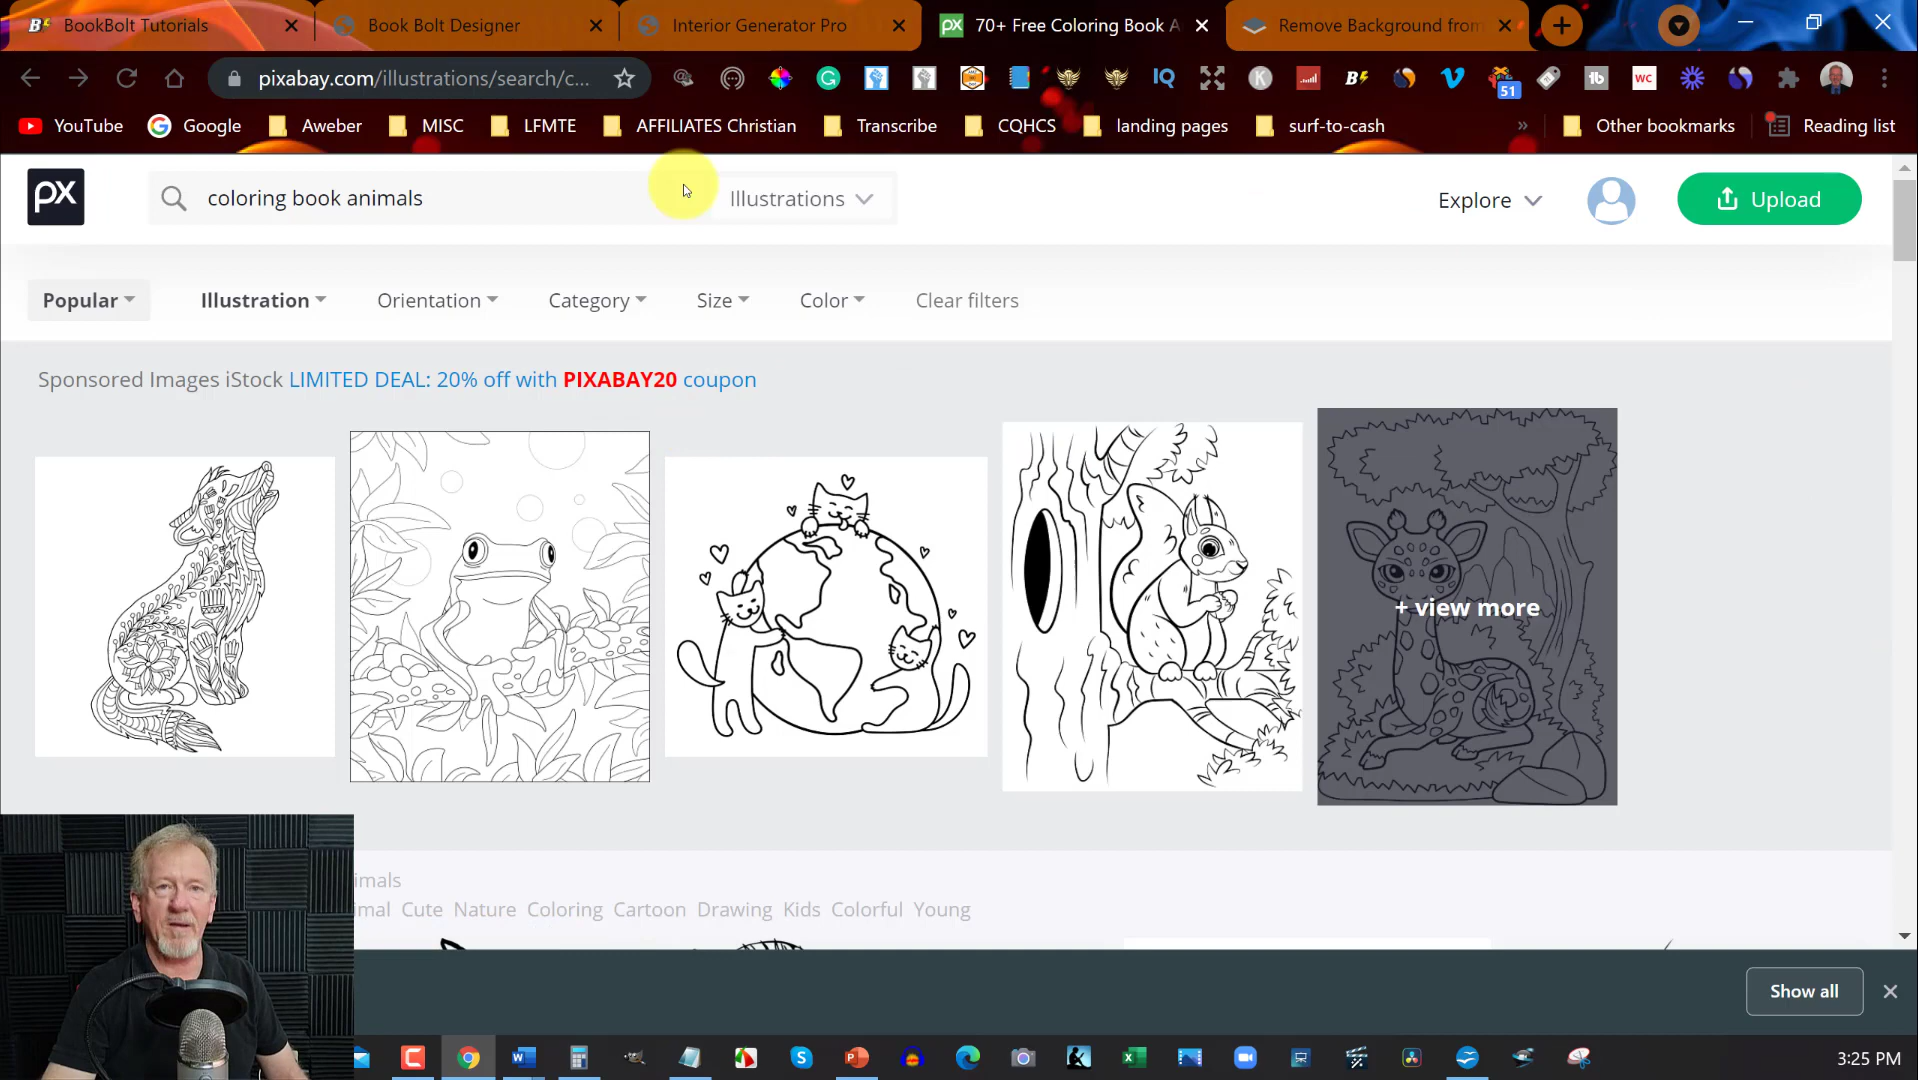 BookBolt Tutorials
Book Bolt Designer
Interior Generator Pro
70+ Free Coloring Book A
Remove Background from
pixabay.com/illustrations/search/c...
YouTube
Google
Aweber
MISC
LFMTE
AFFILIATES Christian
Transcribe
CQHCS
landing pages
surf-to-cash
Other bookmarks
Reading list
px
coloring book animals
Illustrations
Explore
Upload
Popular
Illustration
Orientation
Category
Size
Color
Clear filters
Sponsored Images iStock LIMITED DEAL: 20% off with PIXABAY20 coupon
+ view more
imals
imal Cute Nature Coloring Cartoon Drawing Kids Colorful Young
Show all
3:25 PM